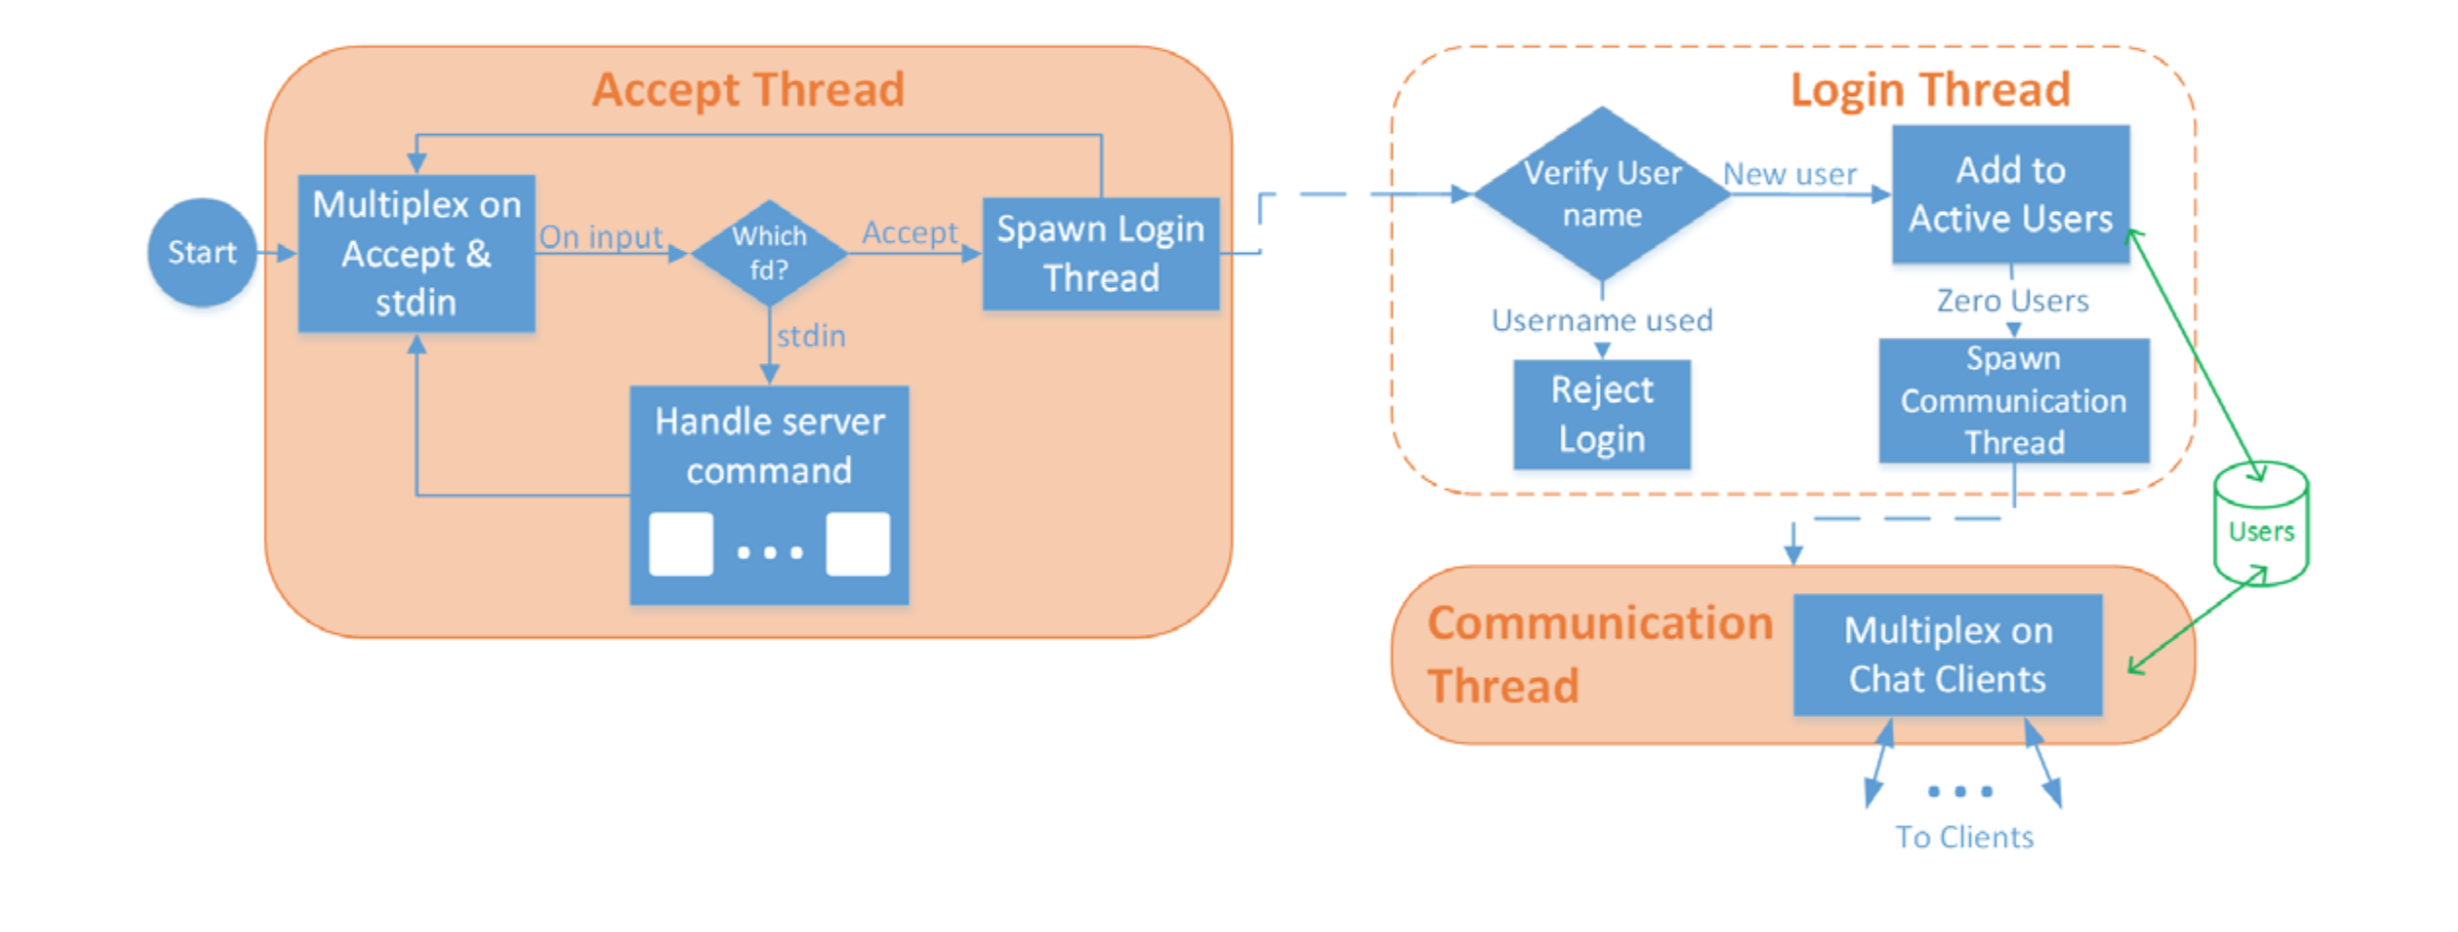 Accept Thread
Start
Multiplex on
Accept &
stdin
On input
Which
fd?
Accept
Spawn Login
Thread
stdin
Handle server
command
Login Thread
Verify User
name
New user
Add to
Active Users
Username used
Reject
Login
Zero Users
Spawn
Communication
Thread
Users
Communication
Thread
Multiplex on
Chat Clients
To Clients